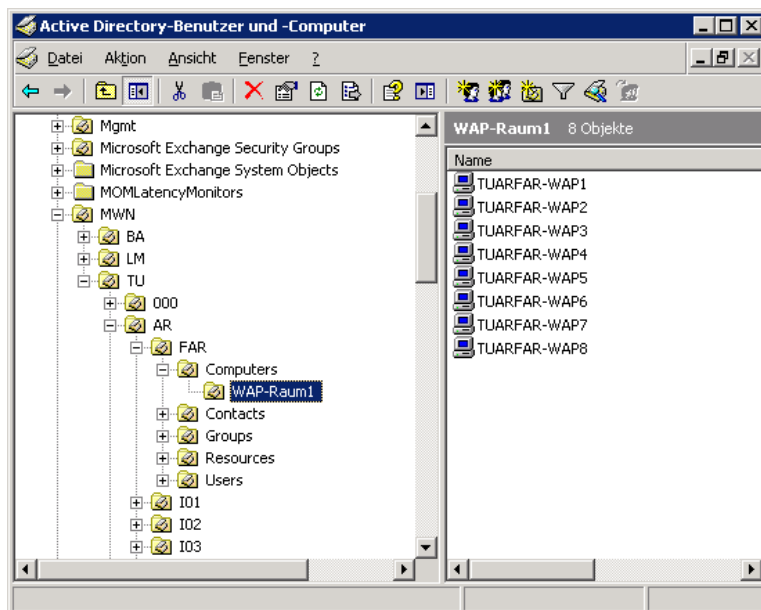 Active Directory-Benutzer und -Computer
Datei Aktion Ansicht Fenster ?
Mgmt
Microsoft Exchange Security Groups
Microsoft Exchange System Objects
MOMLatencyMonitors
MWN
BA
LM
TU
000
AR
FAR
Computers
WAP-Raum1
Contacts
Groups
Resources
Users
I01
I02
I03
WAP-Raum1 8 Objekte
Name
TUARFAR-WAP1
TUARFAR-WAP2
TUARFAR-WAP3
TUARFAR-WAP4
TUARFAR-WAP5
TUARFAR-WAP6
TUARFAR-WAP7
TUARFAR-WAP8